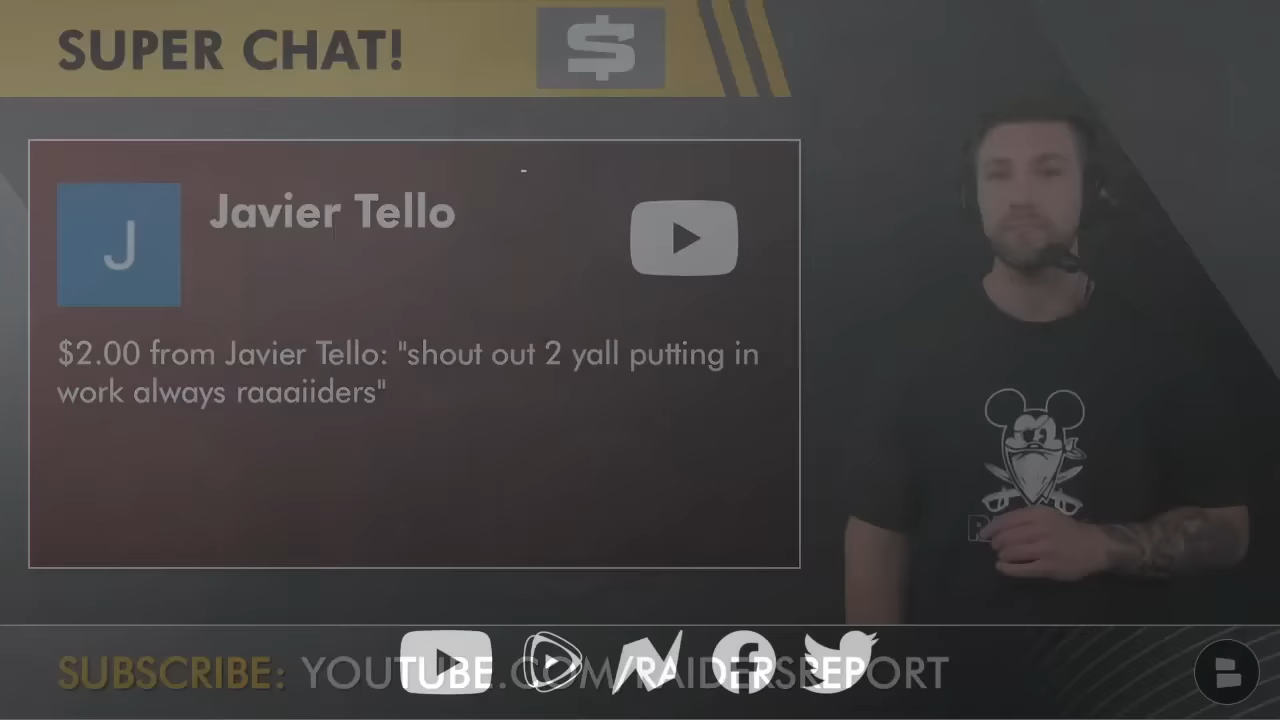 SUPER CHAT!
$
J
Javier Tello
$2.00 from Javier Tello: "shout out 2 yall putting in
work always raaaiiders"
SUBSCRIBE: YOUTUBE.COM/RAIDERSREPORT